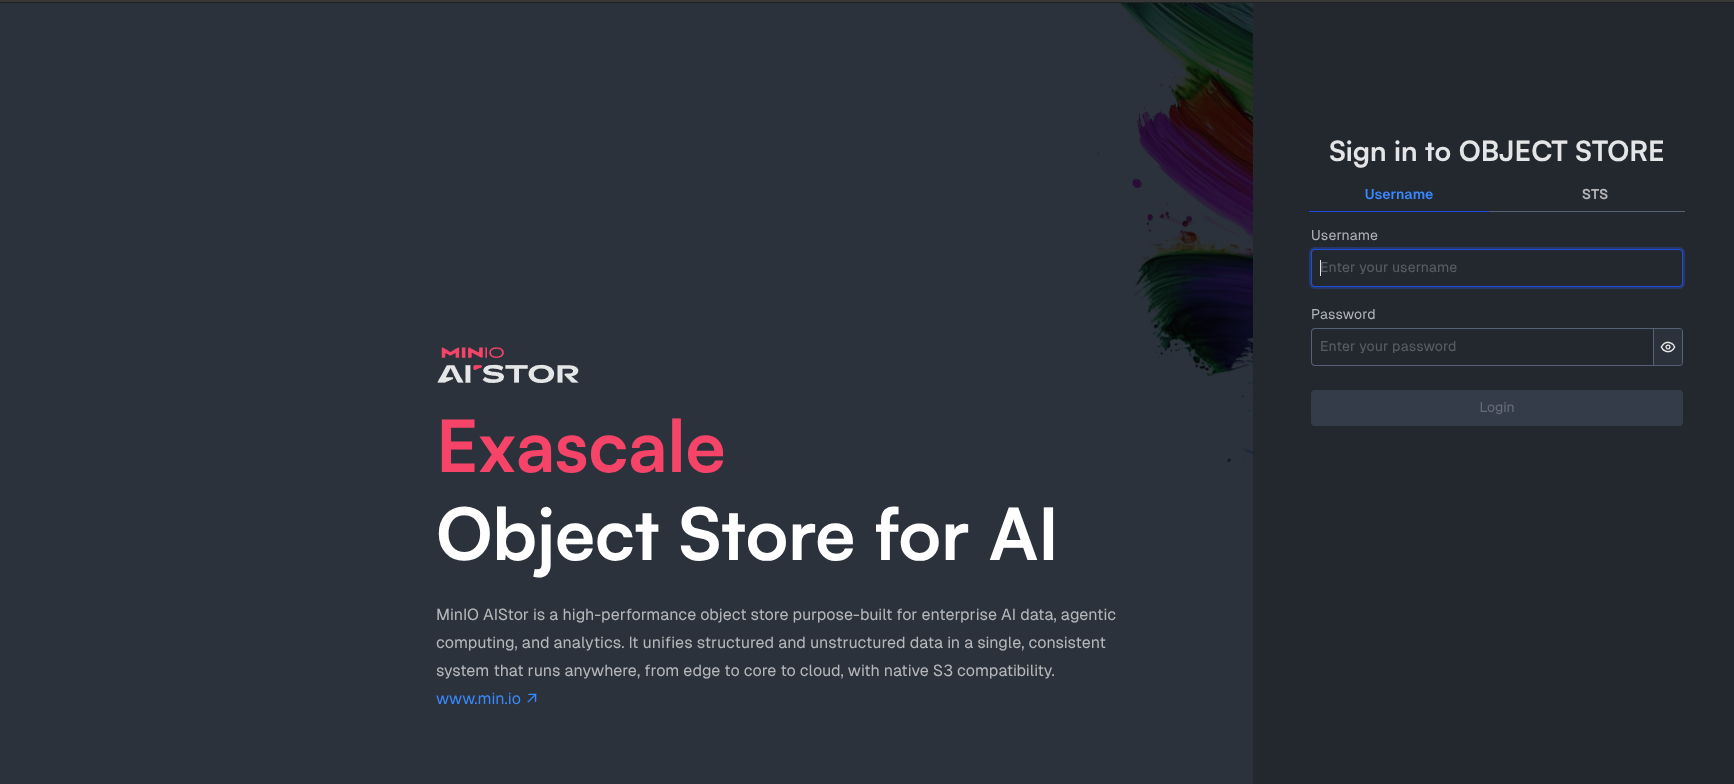 MINIO
AISTOR
Exascale
Object Store for AI
MinIO AIStor is a high-performance object store purpose-built for enterprise AI data, agentic
computing, and analytics. It unifies structured and unstructured data in a single, consistent
system that runs anywhere, from edge to core to cloud, with native S3 compatibility.
www.min.io ↗
Sign in to OBJECT STORE
Username STS
Username
Enter your username
Password
Enter your password
Login